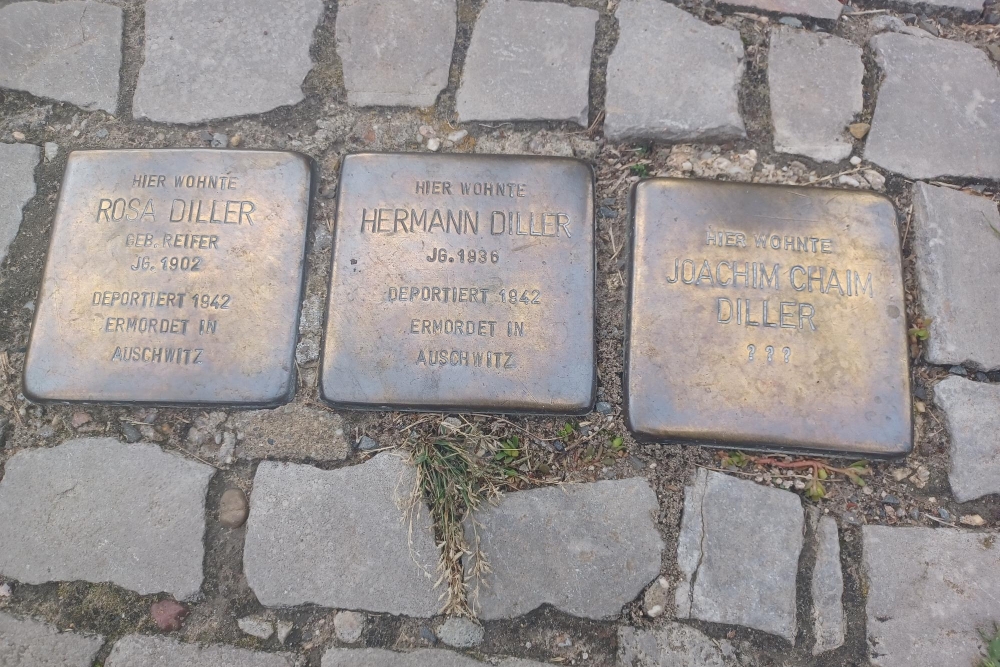 HIER WOHNTE
ROSA DILLER
GEB. REIFER
JG. 1902
DEPORTIERT 1942
ERMORDET IN
AUSCHWITZ
HIER WOHNTE
HERMANN DILLER
JG. 1936
DEPORTIERT 1942
ERMORDET IN
AUSCHWITZ
HIER WOHNTE
JOACHIM CHAIM
DILLER
? ? ?